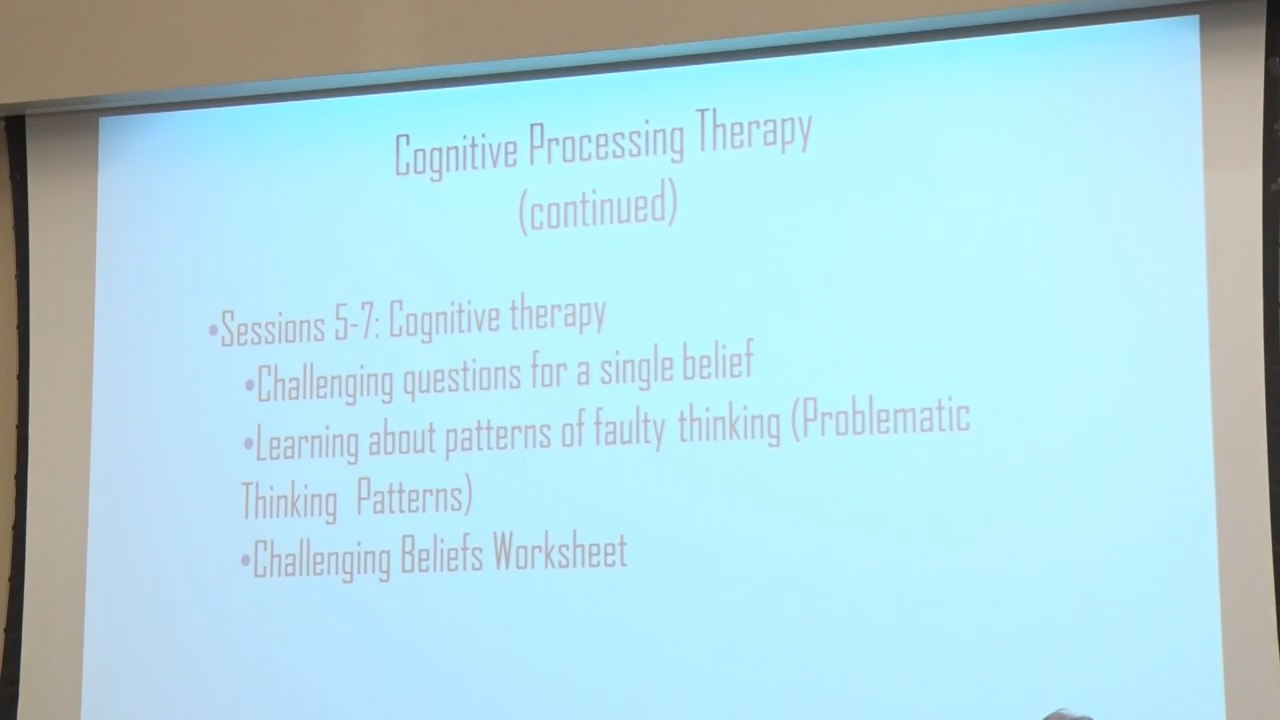 Cognitive Processing Therapy
(continued)
•Sessions 5-7: Cognitive therapy
•Challenging questions for a single belief
•Learning about patterns of faulty thinking (Problematic
Thinking Patterns)
•Challenging Beliefs Worksheet